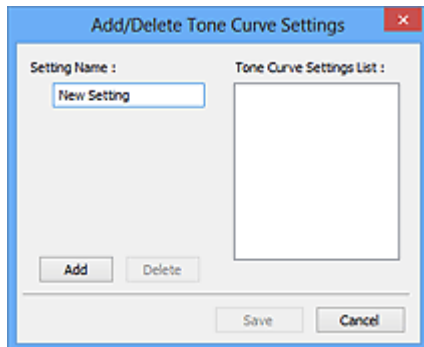 Add/Delete Tone Curve Settings
Setting Name :
Tone Curve Settings List :
New Setting
Add
Delete
Save
Cancel